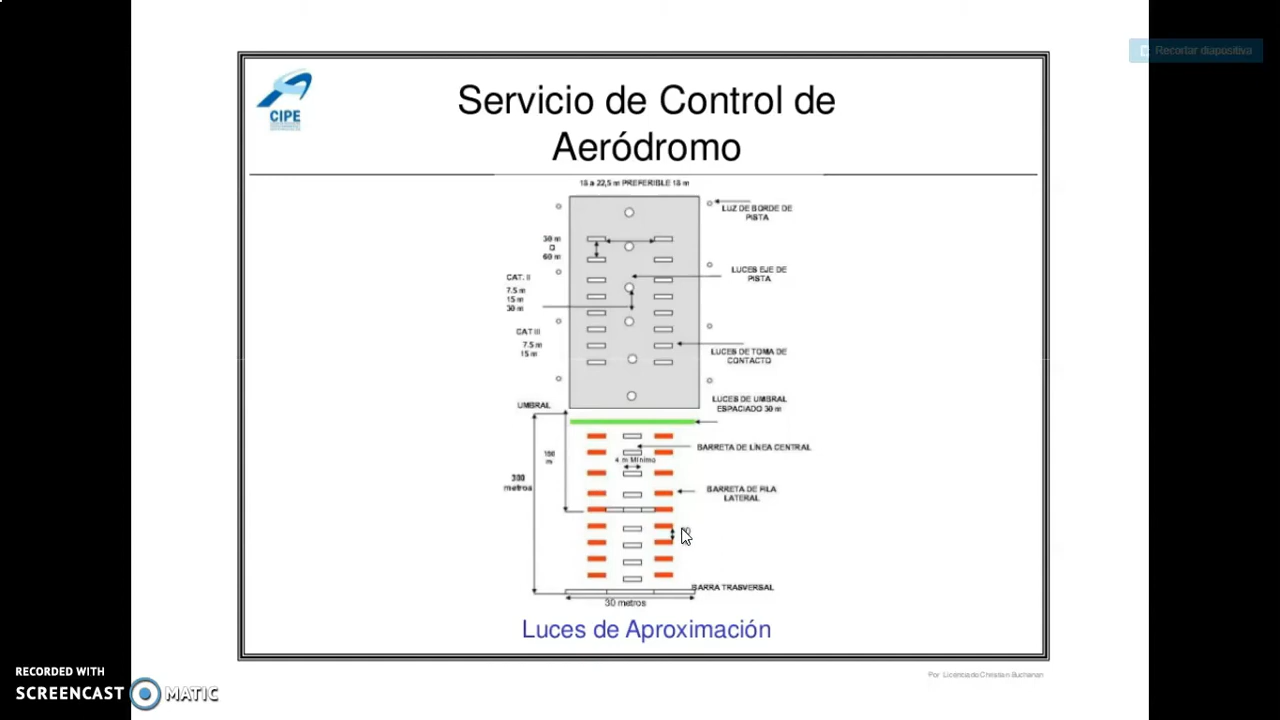 Recortar diapositiva
CIPE
Servicio de Control de
Aeródromo
18 a 22,5 m PREFERIBLE 18 m
LUZ DE BORDE DE
PISTA
30 m
60 m
LUCES EJE DE
PISTA
CAT. II
7.5 m
15 m
30 m
CAT III
7.5 m
15 m
LUCES DE TOMA DE
CONTACTO
UMBRAL
LUCES DE UMBRAL
ESPACIADO 30 m
BARRETA DE LÍNEA CENTRAL
4 m Mínimo
m
300
metros
BARRETA DE FILA
LATERAL
BARRA TRASVERSAL
30 metros
Luces de Aproximación
Por Licenciado Christian Buchanan
RECORDED WITH
SCREENCAST MATIC